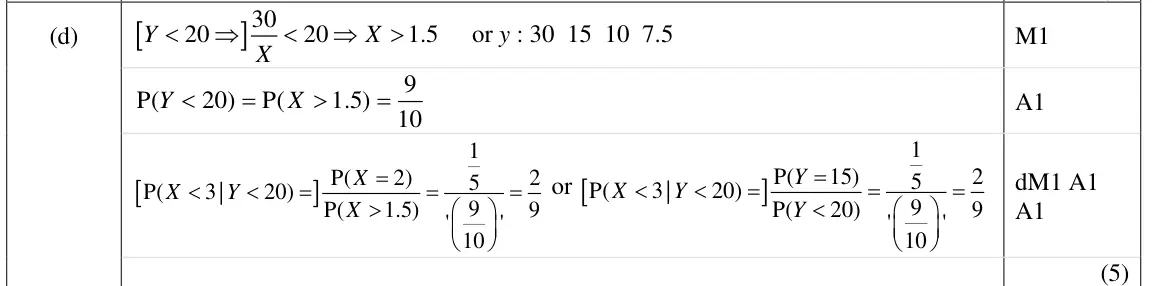 (d) [Y < 20 ⇒] 30/X < 20 ⇒ X > 1.5 or y : 30 15 10 7.5 M1
P(Y < 20) = P(X > 1.5) = 9/10 A1
[P(X < 3 | Y < 20) =] P(X = 2)/P(X > 1.5) = (1/5)/'(9/10)' = 2/9 or [P(X < 3 | Y < 20) =] P(Y = 15)/P(Y < 20) = (1/5)/'(9/10)' = 2/9 dM1 A1
A1
(5)